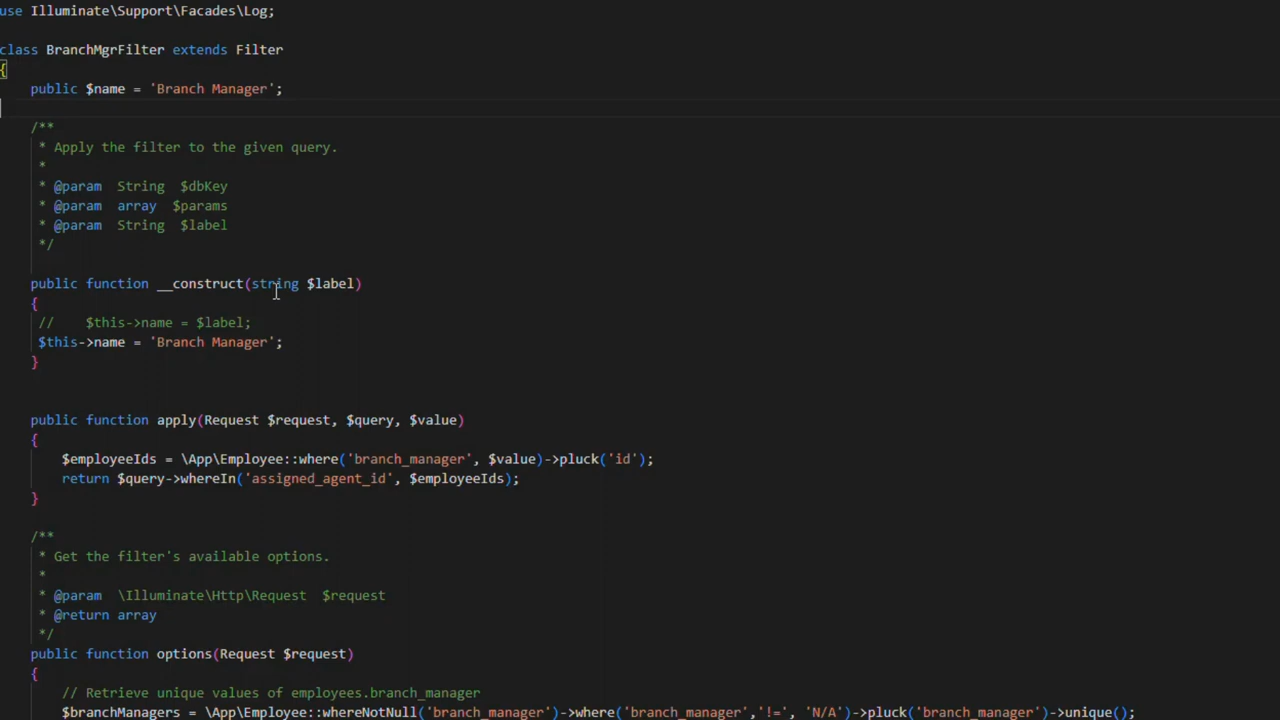 use Illuminate\Support\Facades\Log;
class BranchMgrFilter extends Filter
{
public $name = 'Branch Manager';
/**
* Apply the filter to the given query.
*
* @param String $dbKey
* @param array $params
* @param String $label
*/
public function __construct(string $label)
{
// $this->name = $label;
$this->name = 'Branch Manager';
}
public function apply(Request $request, $query, $value)
{
$employeeIds = \App\Employee::where('branch_manager', $value)->pluck('id');
return $query->whereIn('assigned_agent_id', $employeeIds);
}
/**
* Get the filter's available options.
*
* @param \Illuminate\Http\Request $request
* @return array
*/
public function options(Request $request)
{
// Retrieve unique values of employees.branch_manager
$branchManagers = \App\Employee::whereNotNull('branch_manager')->where('branch_manager','!=', 'N/A')->pluck('branch_manager')->unique();